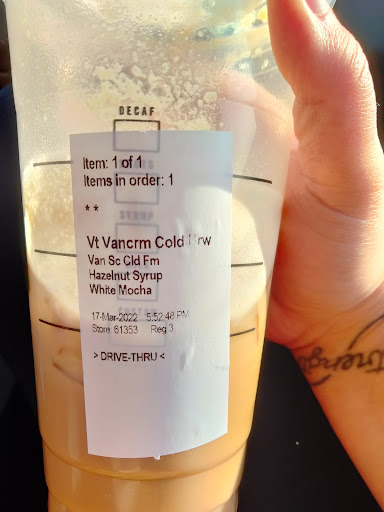 DECAF
Item: 1 of 1
Items in order: 1
**
SYRUP
Vt Vancrm Cold Brw
Van Sc Cld Fm
Hazelnut Syrup
White Mocha
17-Mar-2022 5:52:48 PM
Store: 61353 Reg 3
> DRIVE-THRU <